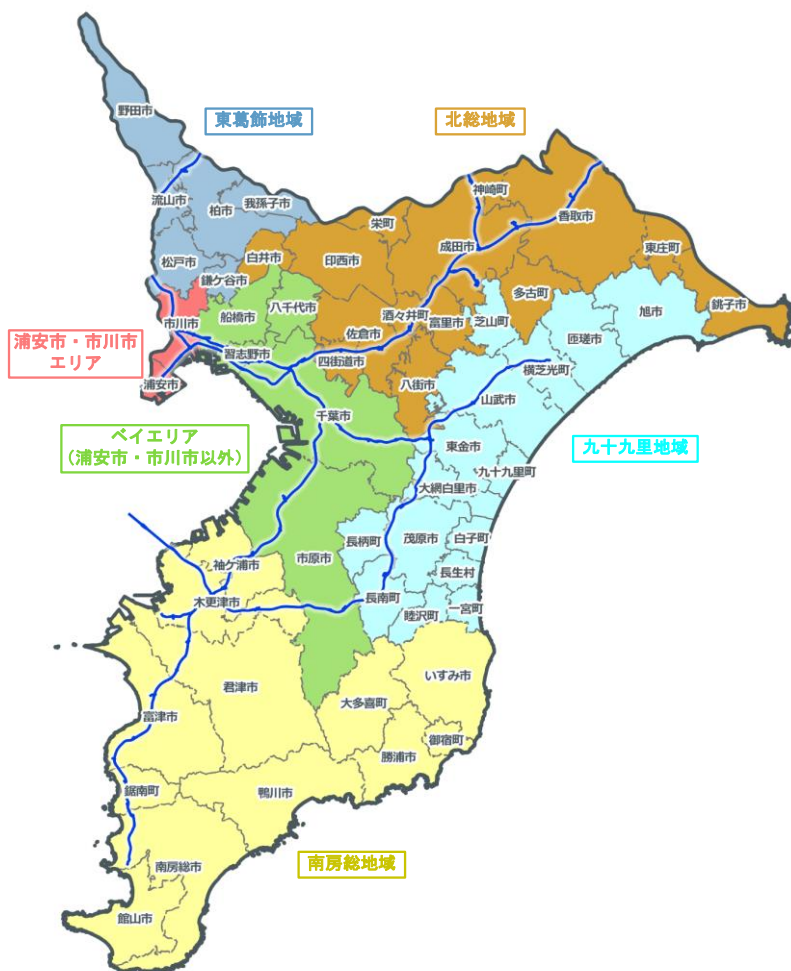 野田市
東葛飾地域
北総地域
流山市
柏市
我孫子市
神崎町
栄町
香取市
成田市
東庄町
松戸市
白井市
印西市
鎌ケ谷市
多古町
銚子市
八千代市
旭市
市川市
船橋市
酒々井町
富里市
芝山町
匝瑳市
佐倉市
浦安市・市川市
エリア
習志野市
四街道市
横芝光町
浦安市
八街市
山武市
千葉市
ベイエリア
(浦安市・市川市以外)
東金市
九十九里地域
九十九里町
大網白里市
長柄町
茂原市
白子町
市原市
袖ケ浦市
長生村
木更津市
長南町
睦沢町
一宮町
君津市
いすみ市
大多喜町
富津市
御宿町
勝浦市
鋸南町
鴨川市
南房総市
南房総地域
館山市